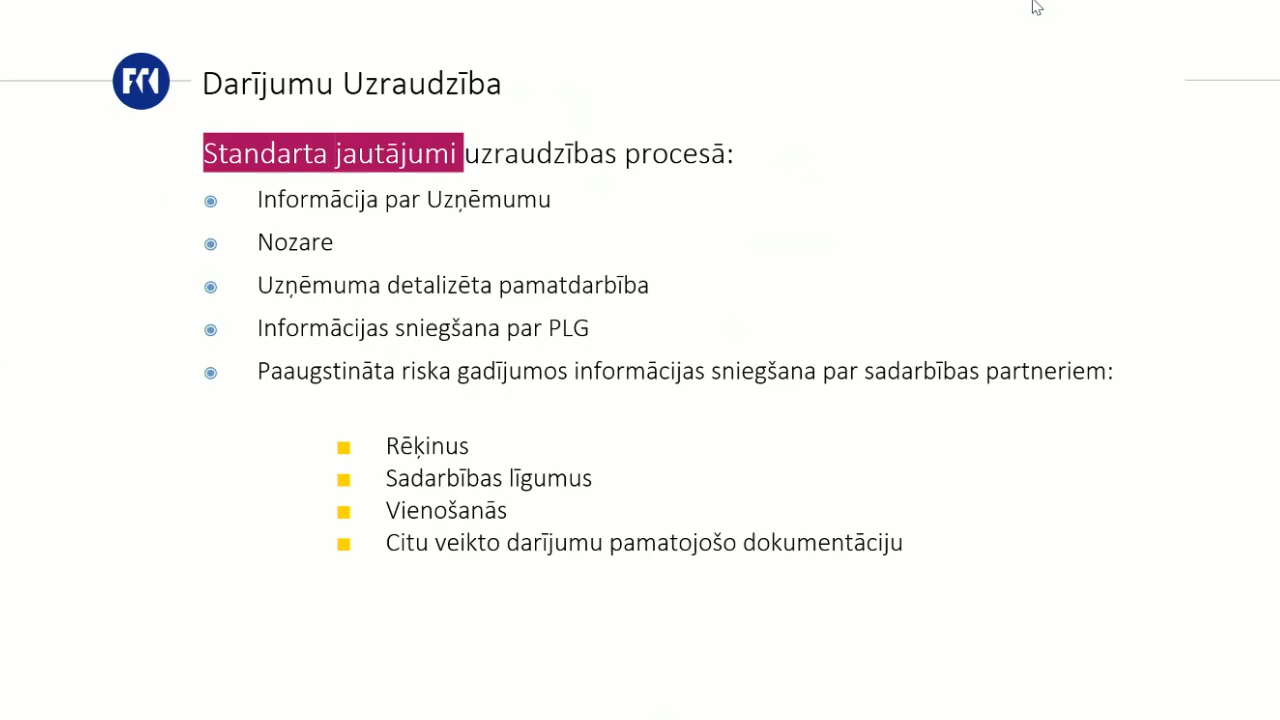 Darījumu Uzraudzība
Standarta jautājumi uzraudzības procesā:
Informācija par Uzņēmumu
Nozare
Uzņēmuma detalizēta pamatdarbība
Informācijas sniegšana par PLG
Paaugstināta riska gadījumos informācijas sniegšana par sadarbības partneriem:
Rēķinus
Sadarbības līgumus
Vienošanās
Citu veikto darījumu pamatojošo dokumentāciju